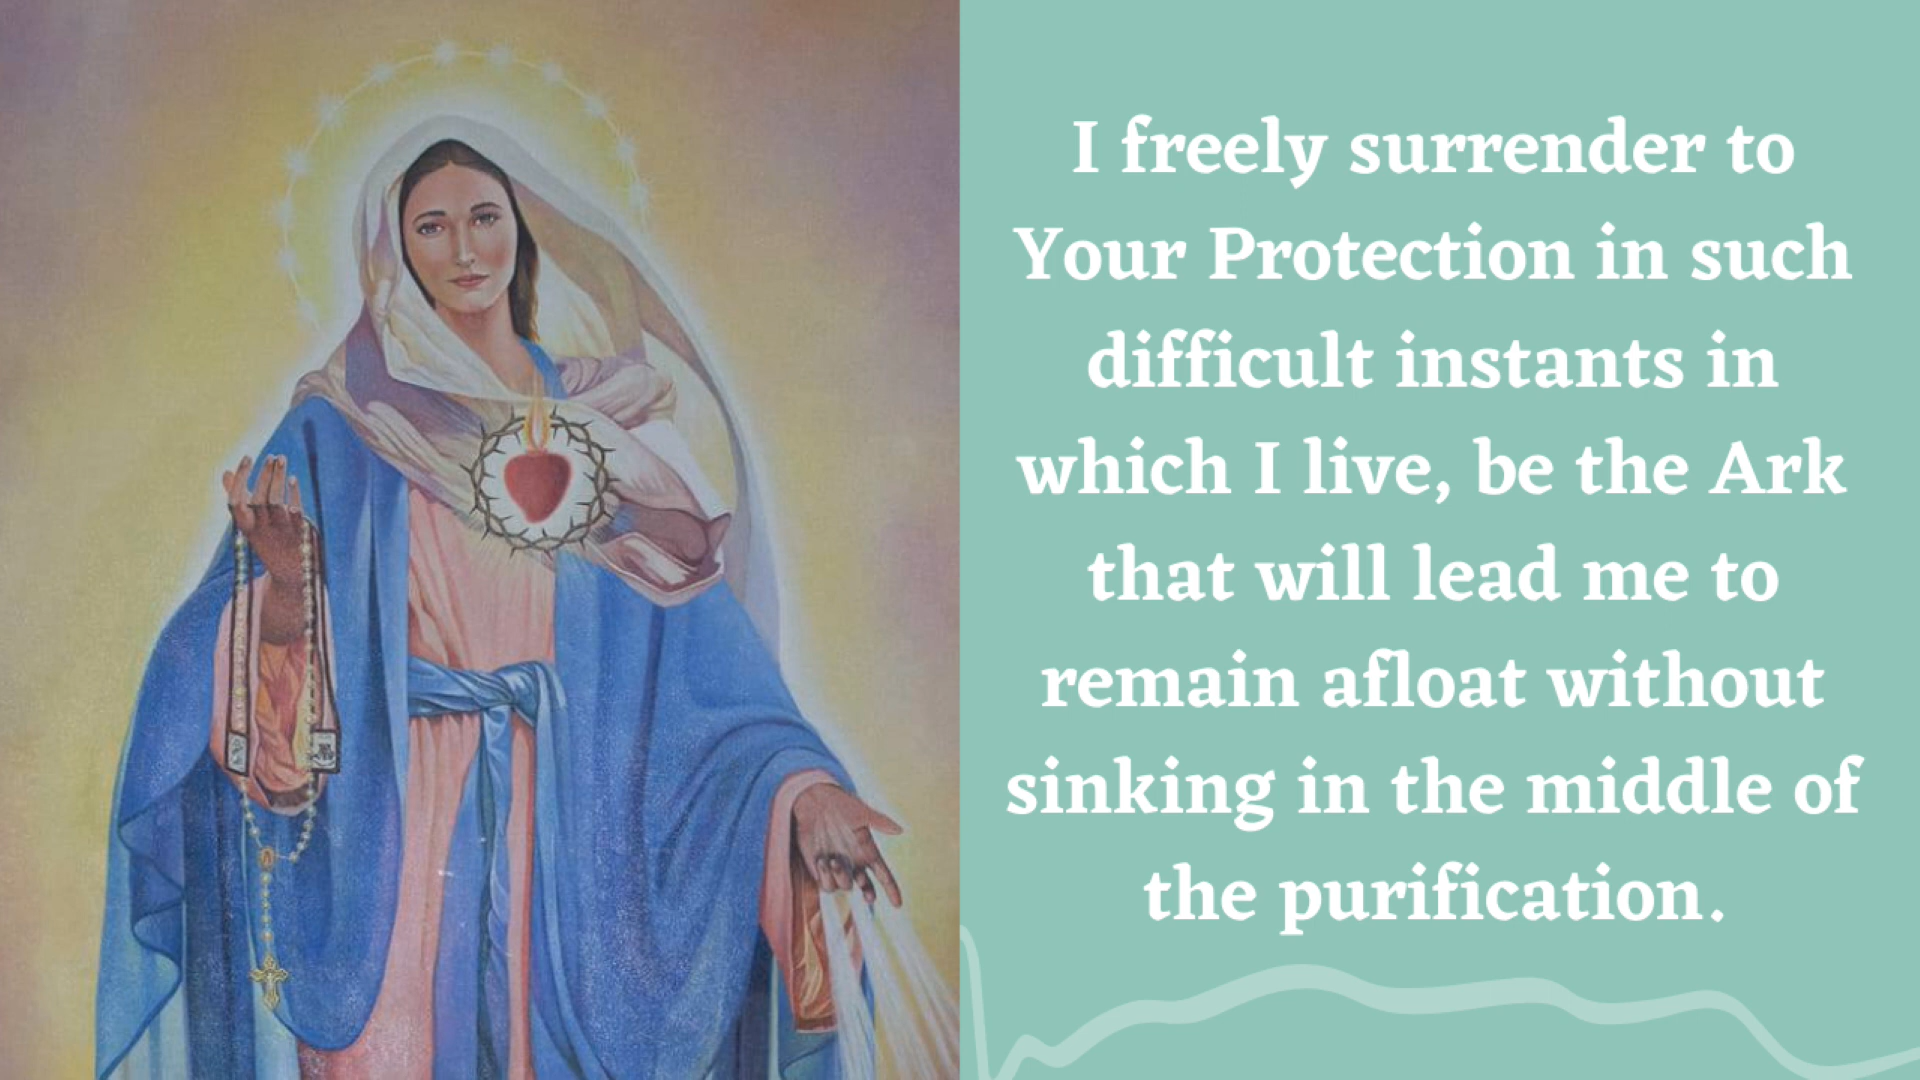 I freely surrender to
Your Protection in such
difficult instants in
which I live, be the Ark
that will lead me to
remain afloat without
sinking in the middle of
the purification.